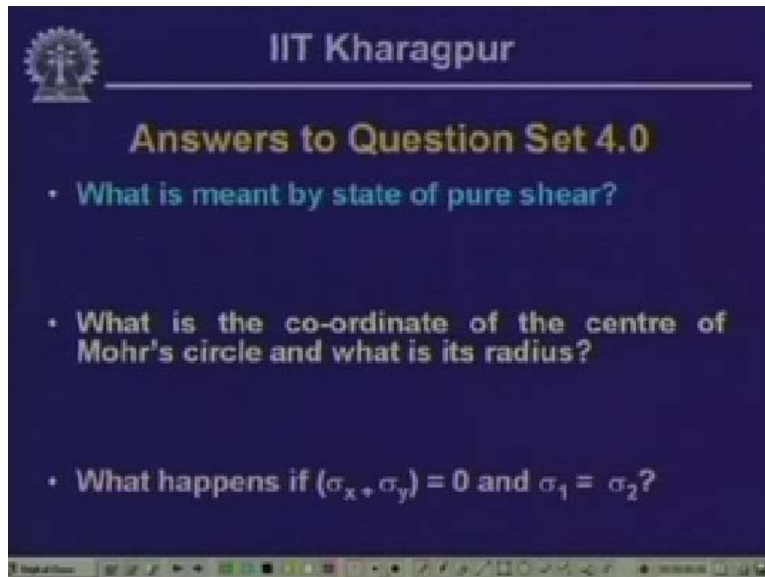 IIT Kharagpur
Answers to Question Set 4.0
• What is meant by state of pure shear?
• What is the co-ordinate of the centre of
Mohr's circle and what is its radius?
• What happens if (σx + σy) = 0 and σ1 = σ2?